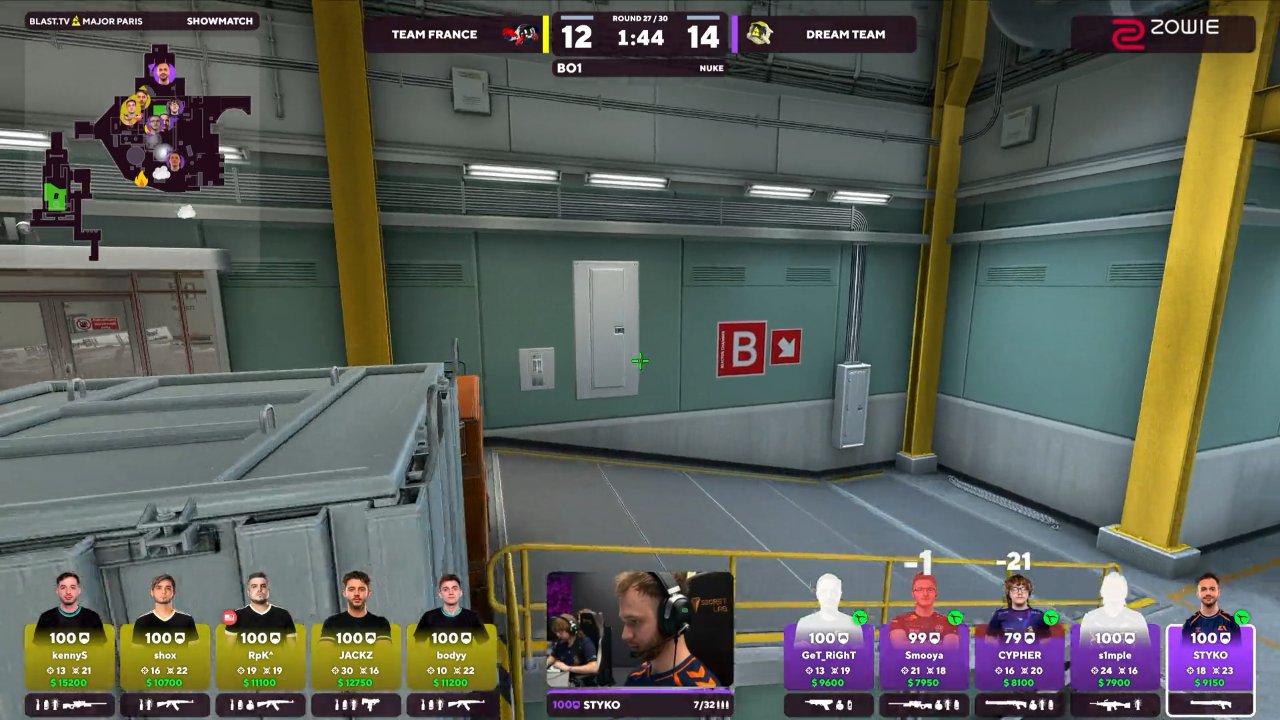 BLAST.TV MAJOR PARIS SHOWMATCH
TEAM FRANCE 12 ROUND 27 / 30 1:44 14 DREAM TEAM
BO1 NUKE
ZOWIE
B
-1 -21
SECRET LAB
100 100 100 100 100 100 99 79 100 100
kennyS shox RpK^ JACKZ bodyy GeT_RiGhT Smooya CYPHER s1mple STYKO
13 21 16 22 19 19 30 16 10 22 13 19 21 18 16 20 24 16 18 23
$15200 $10700 $11100 $12750 $11200 $9600 $7950 $8100 $7900 $9150
100 STYKO 7/32